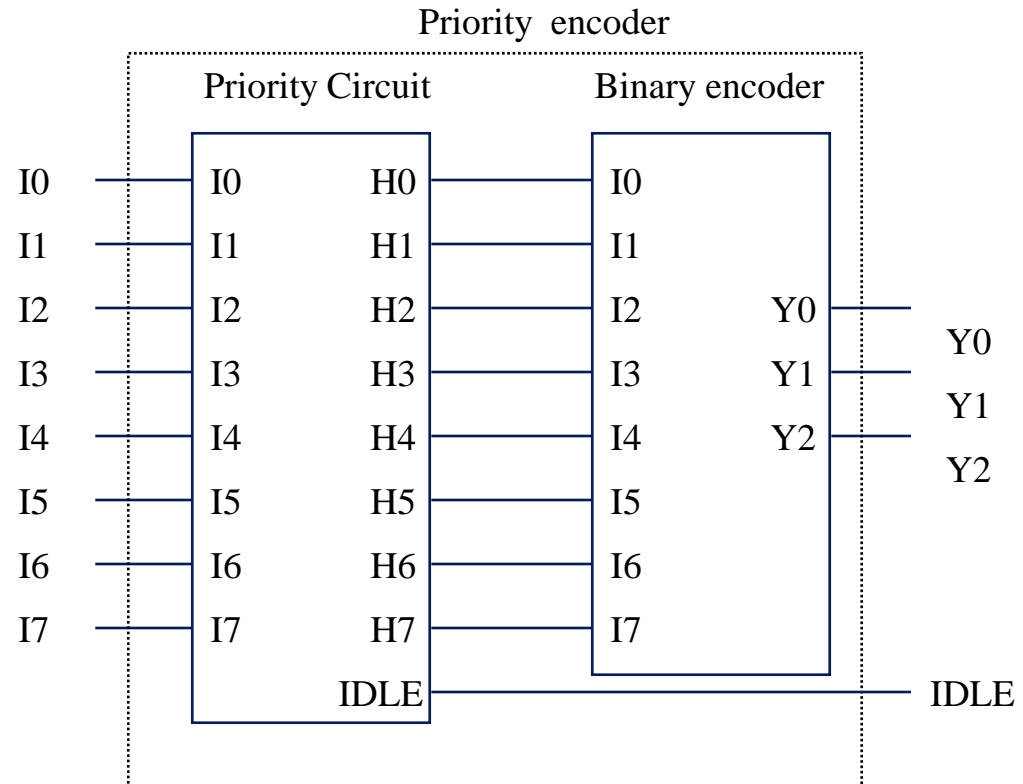 Priority encoder
Priority Circuit Binary encoder
I0 I0 H0 I0
I1 I1 H1 I1
I2 I2 H2 I2 Y0
Y0
I3 I3 H3 I3 Y1
Y1
I4 I4 H4 I4 Y2
Y2
I5 I5 H5 I5
I6 I6 H6 I6
I7 I7 H7 I7
IDLE IDLE